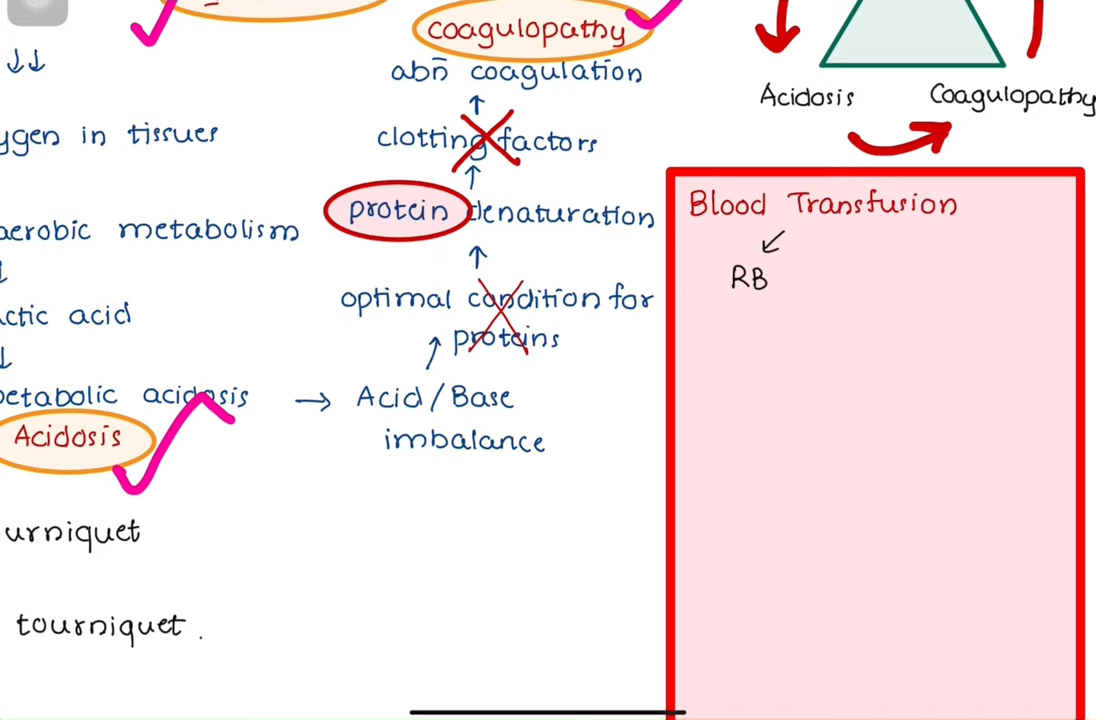 coagulopathy
abn̄ coagulation
↑
clotting factors
↑
protein denaturation
↑
optimal condition for
proteins
↑
↓↓
ygen in tissues
aerobic metabolism
↓
ctic acid
↓
etabolic acidosis → Acid/Base
imbalance
Acidosis
urniquet
tourniquet.
Acidosis
Coagulopathy
Blood Transfusion
↙
RB